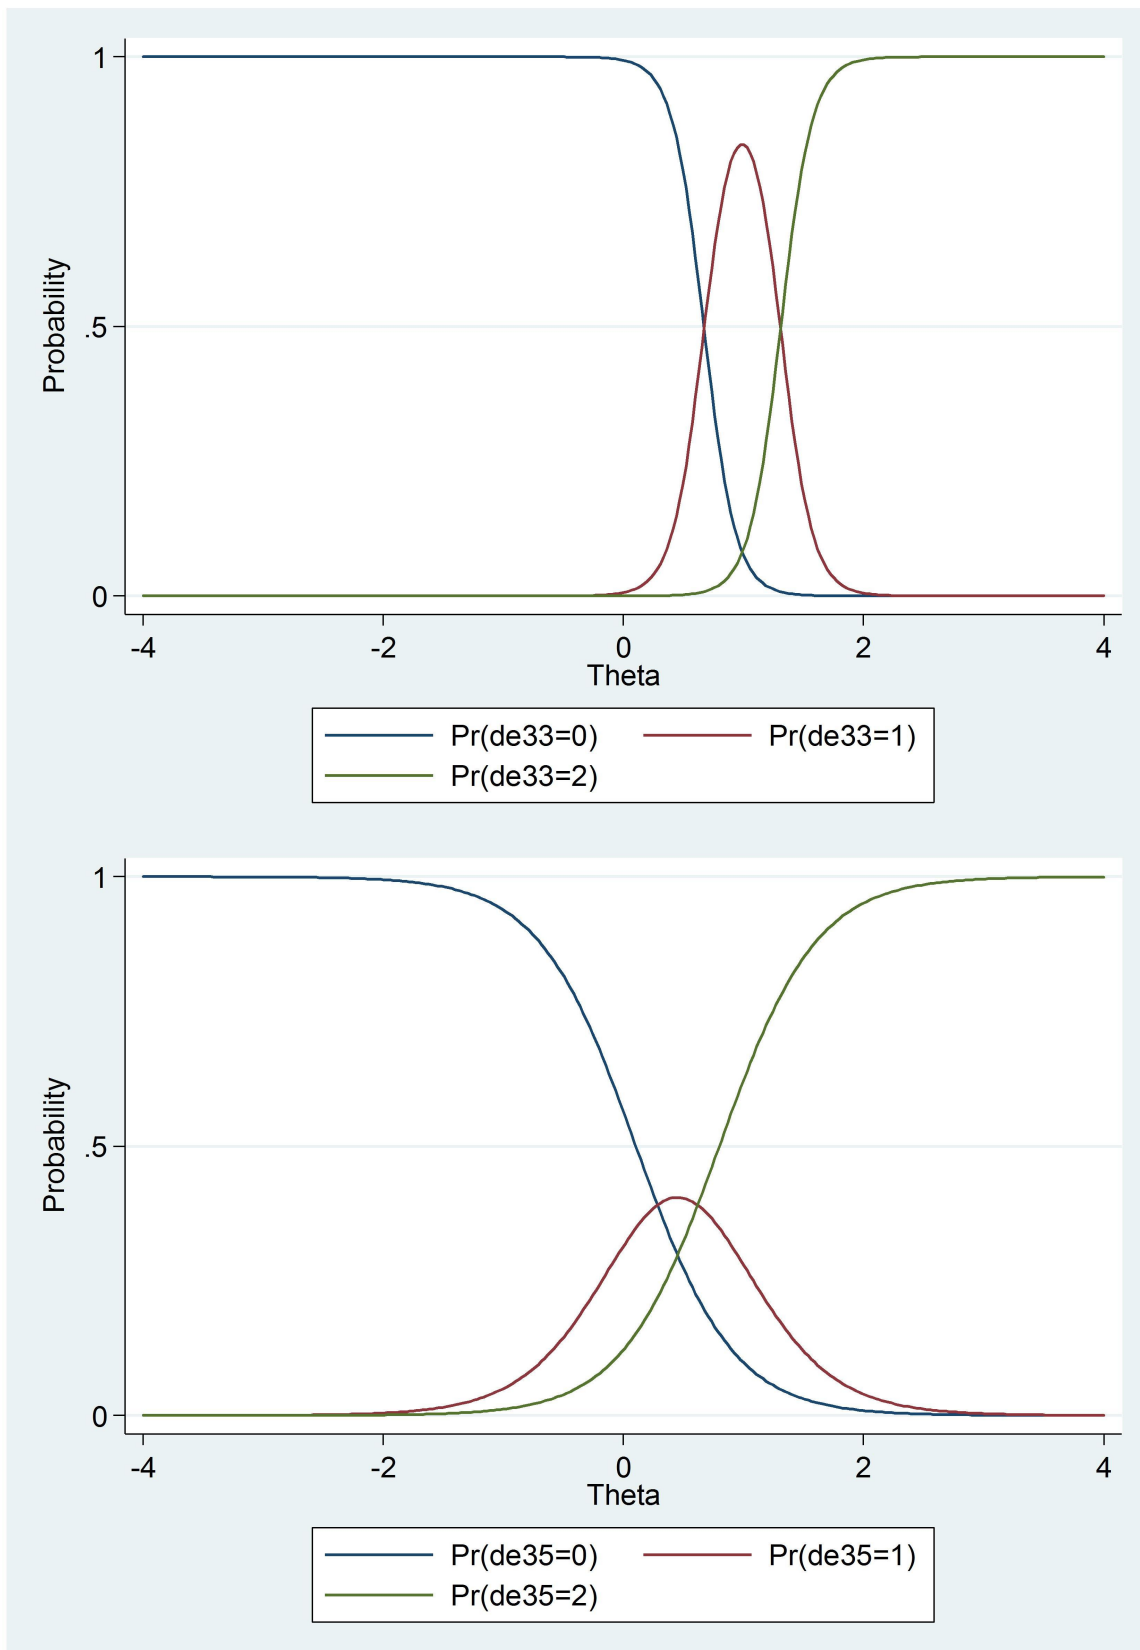 Probability
1
.5
0
-4 -2 0 2 4
Theta
Pr(de33=0) Pr(de33=1)
Pr(de33=2)
Probability
1
.5
0
-4 -2 0 2 4
Theta
Pr(de35=0) Pr(de35=1)
Pr(de35=2)